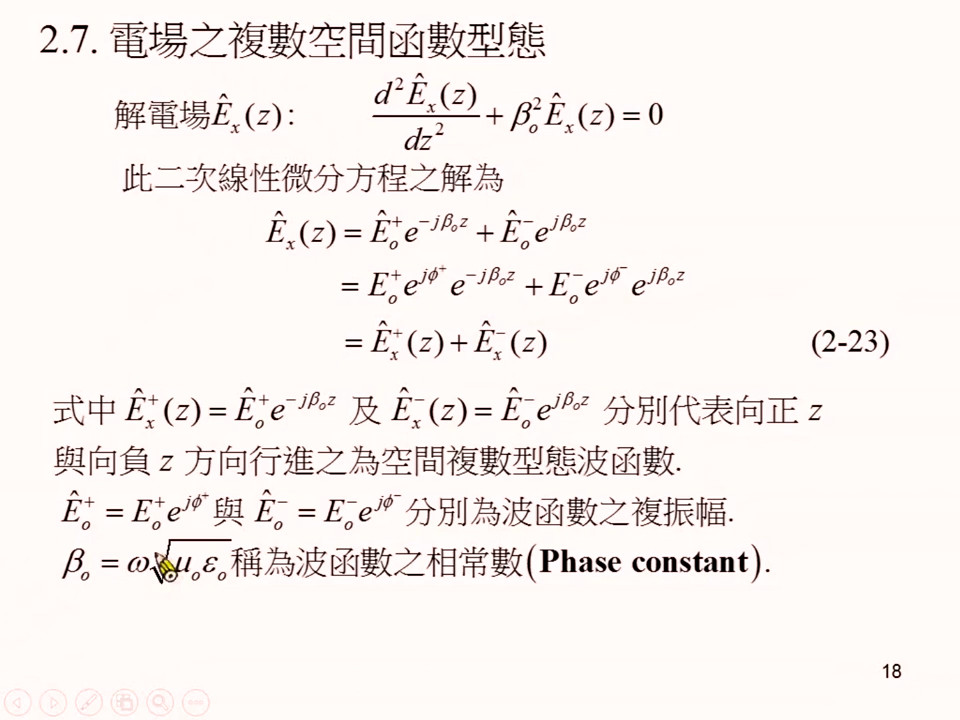 2.7. 電場之複數空間函數型態
解電場Ê_x(z): d²Ê_x(z)/dz² + β_o²Ê_x(z) = 0
此二次線性微分方程之解為
Ê_x(z) = Ê_o⁺e^{-jβ_o z} + Ê_o⁻e^{jβ_o z}
= E_o⁺e^{jϕ⁺}e^{-jβ_o z} + E_o⁻e^{jϕ⁻}e^{jβ_o z}
= Ê_x⁺(z) + Ê_x⁻(z) (2-23)
式中 Ê_x⁺(z) = Ê_o⁺e^{-jβ_o z} 及 Ê_x⁻(z) = Ê_o⁻e^{jβ_o z} 分別代表向正 z
與向負 z 方向行進之為空間複數型態波函數.
Ê_o⁺ = E_o⁺e^{jϕ⁺} 與 Ê_o⁻ = E_o⁻e^{jϕ⁻} 分別為波函數之複振幅.
β_o = ω√(μ_oε_o) 稱為波函數之相常數(Phase constant).
18